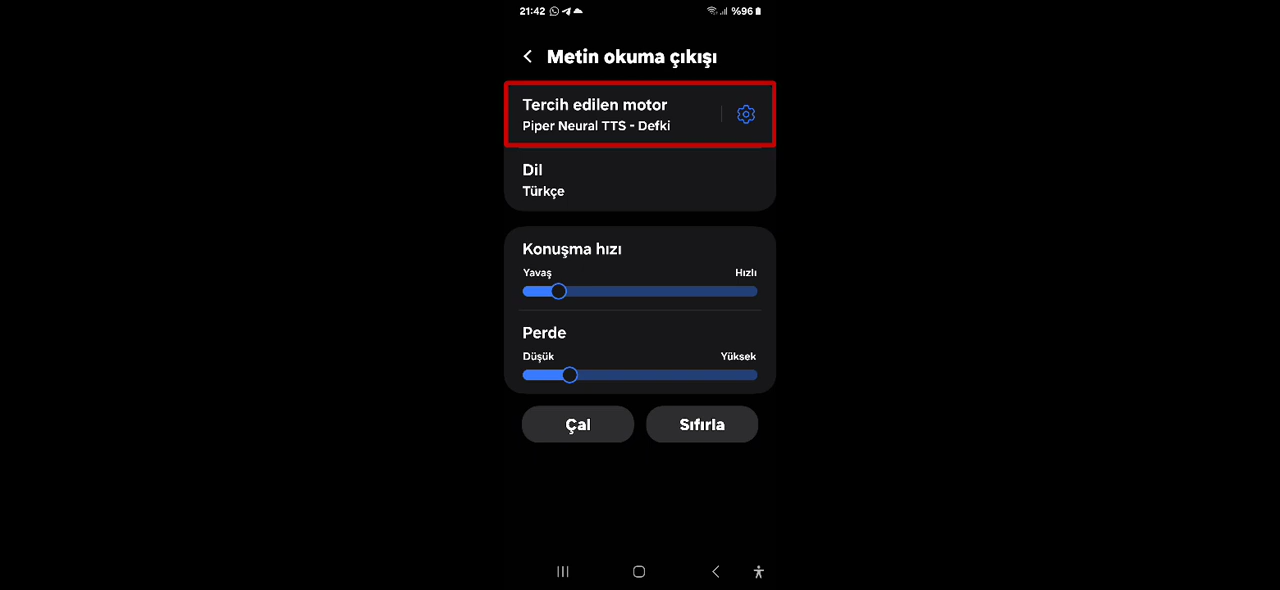 21:42 %96
Metin okuma çıkışı
Tercih edilen motor
Piper Neural TTS - Defki
Dil
Türkçe
Konuşma hızı
Yavaş Hızlı
Perde
Düşük Yüksek
Çal Sıfırla